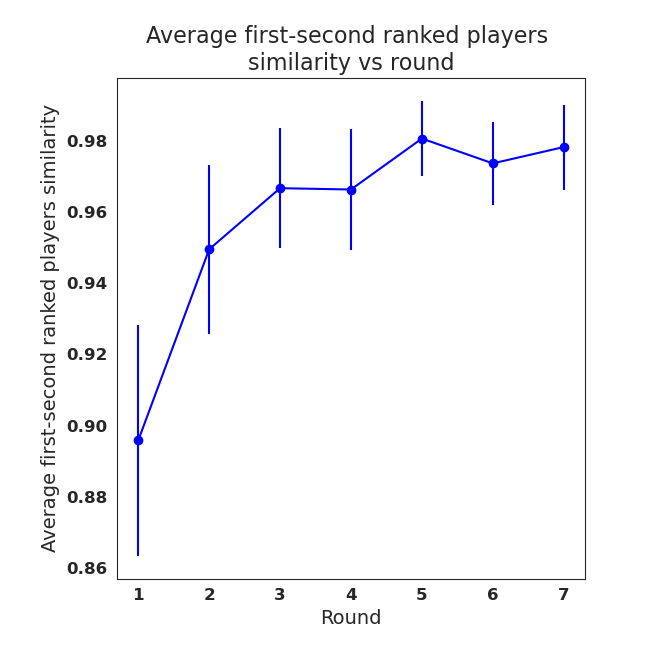 Average first-second ranked players
similarity vs round
Average first-second ranked players similarity
0.98
0.96
0.94
0.92
0.90
0.88
0.86
1 2 3 4 5 6 7
Round